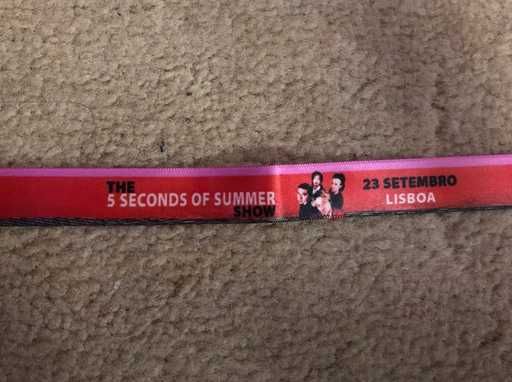 THE
5 SECONDS OF SUMMER
SHOW
23 SETEMBRO
LISBOA